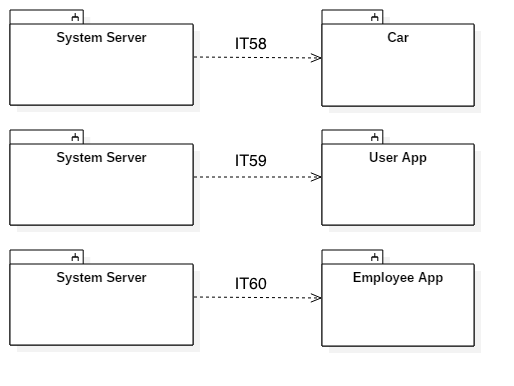 System Server
IT58
Car
System Server
IT59
User App
System Server
IT60
Employee App